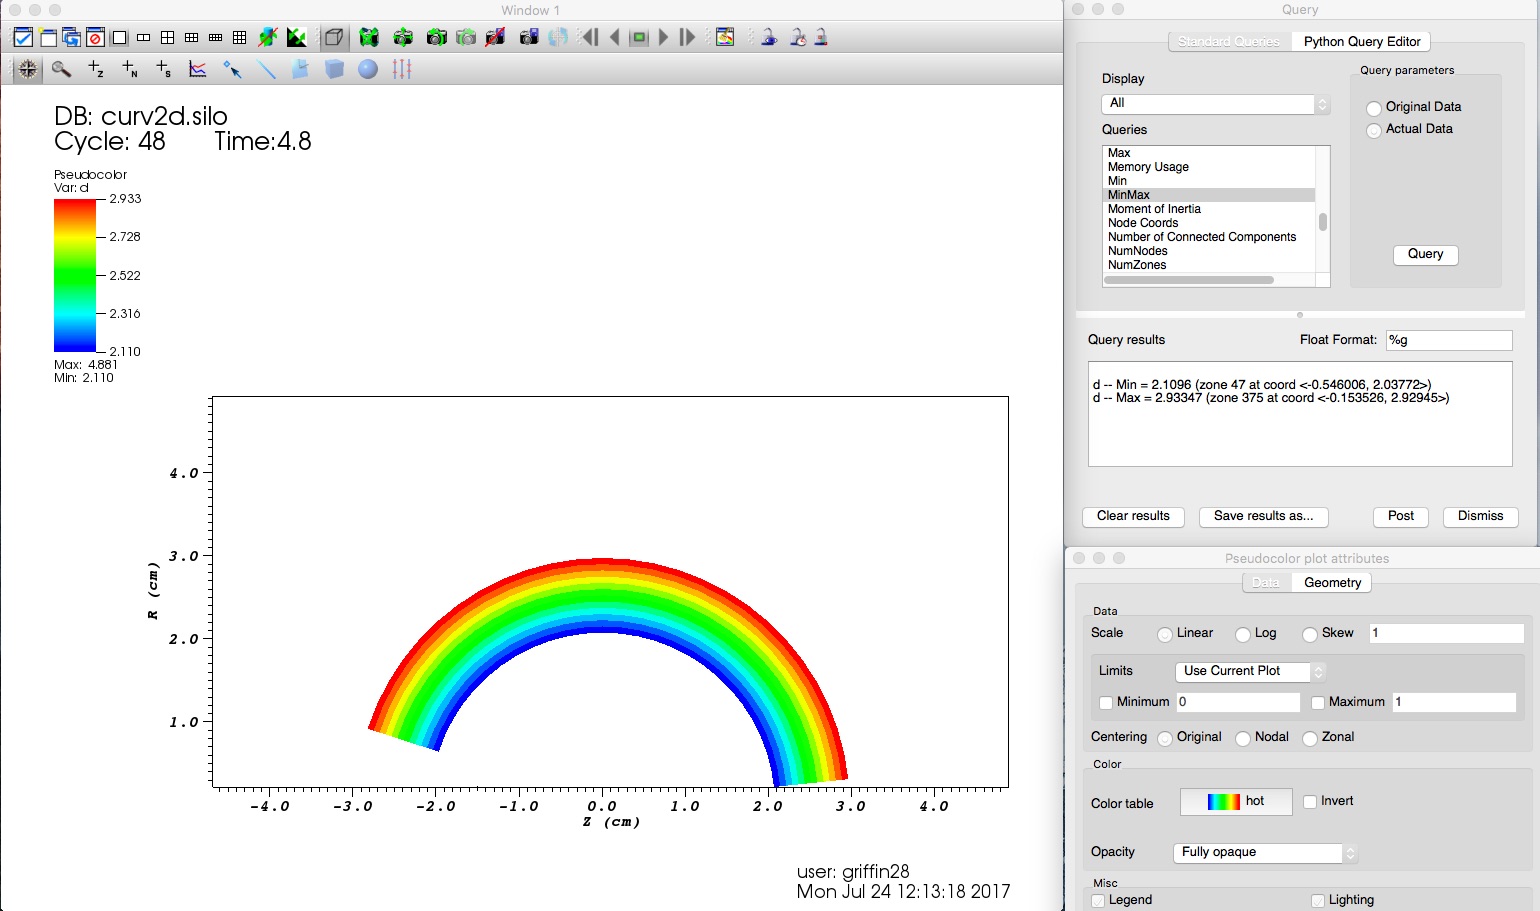 Window 1
DB: curv2d.silo
Cycle: 48 Time:4.8
Pseudocolor
Var: d
2.933
2.728
2.522
2.316
2.110
Max: 4.881
Min: 2.110
4.0
3.0
2.0
1.0
R (cm)
-4.0 -3.0 -2.0 -1.0 0.0 1.0 2.0 3.0 4.0
Z (cm)
user: griffin28
Mon Jul 24 12:13:18 2017
Query
Standard Queries Python Query Editor
Display
All
Queries
Max
Memory Usage
Min
MinMax
Moment of Inertia
Node Coords
Number of Connected Components
NumNodes
NumZones
Query parameters
Original Data
Actual Data
Query
Query results Float Format: %g
d -- Min = 2.1096 (zone 47 at coord <-0.546006, 2.03772>)
d -- Max = 2.93347 (zone 375 at coord <-0.153526, 2.92945>)
Clear results Save results as... Post Dismiss
Pseudocolor plot attributes
Data Geometry
Data
Scale Linear Log Skew 1
Limits Use Current Plot
Minimum 0 Maximum 1
Centering Original Nodal Zonal
Color
Color table hot Invert
Opacity Fully opaque
Misc
Legend Lighting